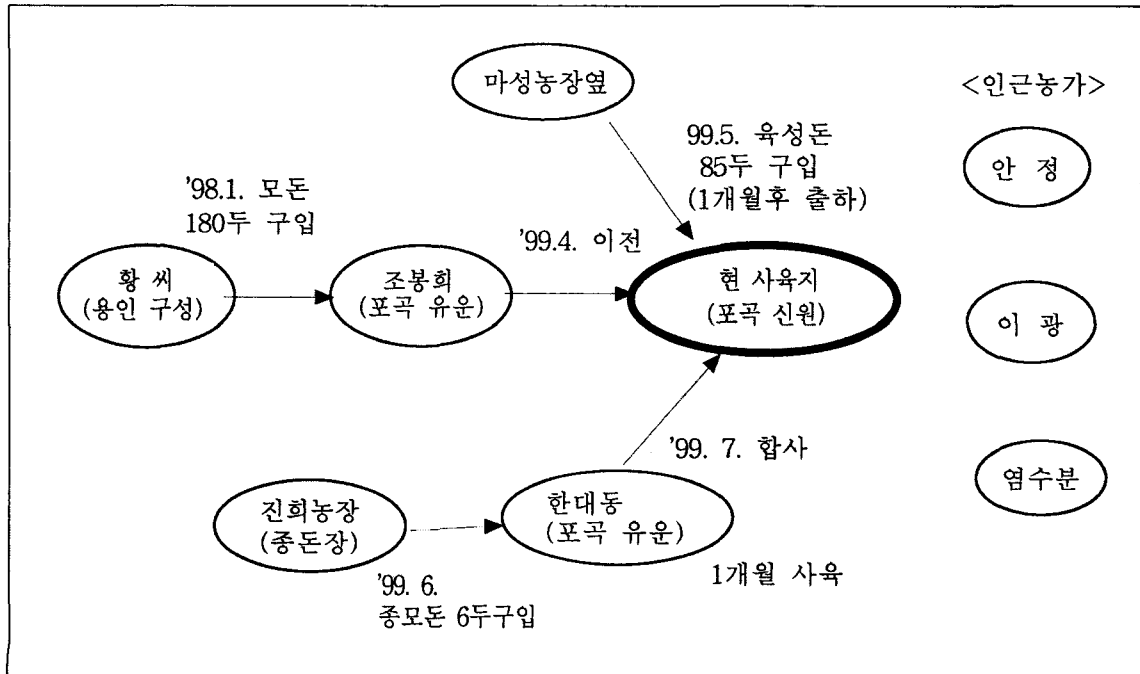 마성농장옆
<인근농가>
99.5. 육성돈
85두 구입
(1개월후 출하)
안 정
'98.1. 모돈
180두 구입
'99.4. 이전
황 씨
(용인 구성)
조봉희
(포곡 유운)
현 사육지
(포곡 신원)
이 광
'99. 7. 합사
진희농장
(종돈장)
한대동
(포곡 유운)
염수분
1개월 사육
'99. 6.
종모돈 6두구입